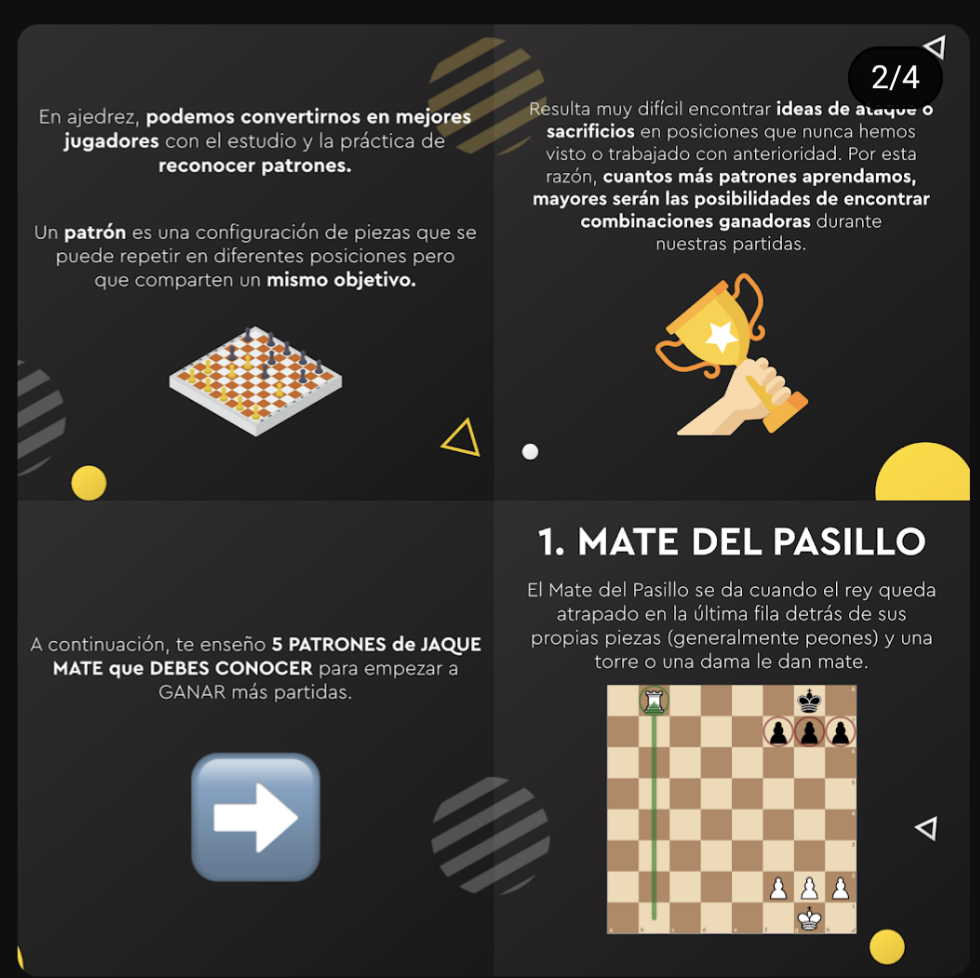 2/4
En ajedrez, podemos convertirnos en mejores
jugadores con el estudio y la práctica de
reconocer patrones.
Un patrón es una configuración de piezas que se
puede repetir en diferentes posiciones pero
que comparten un mismo objetivo.
Resulta muy difícil encontrar ideas de ataque o
sacrificios en posiciones que nunca hemos
visto o trabajado con anterioridad. Por esta
razón, cuantos más patrones aprendamos,
mayores serán las posibilidades de encontrar
combinaciones ganadoras durante
nuestras partidas.
A continuación, te enseño 5 PATRONES de JAQUE
MATE que DEBES CONOCER para empezar a
GANAR más partidas.
1. MATE DEL PASILLO
El Mate del Pasillo se da cuando el rey queda
atrapado en la última fila detrás de sus
propias piezas (generalmente peones) y una
torre o una dama le dan mate.